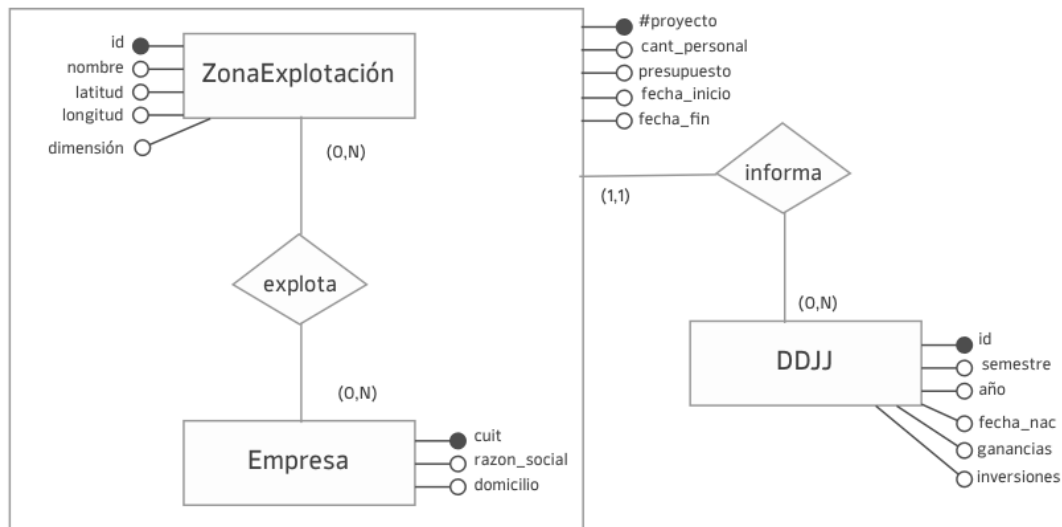 id
nombre
latitud
longitud
dimensión
ZonaExplotación
(0,N)
explota
(0,N)
Empresa
cuit
razon_social
domicilio
#proyecto
cant_personal
presupuesto
fecha_inicio
fecha_fin
(1,1)
informa
(0,N)
DDJJ
id
semestre
año
fecha_nac
ganancias
inversiones